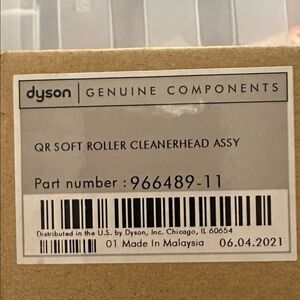 dyson | GENUINE COMPONENTS
QR SOFT ROLLER CLEANERHEAD ASSY
Part number : 966489-11
Distributed in the U.S. by Dyson, Inc. Chicago, IL 60654
01 Made In Malaysia 06.04.2021